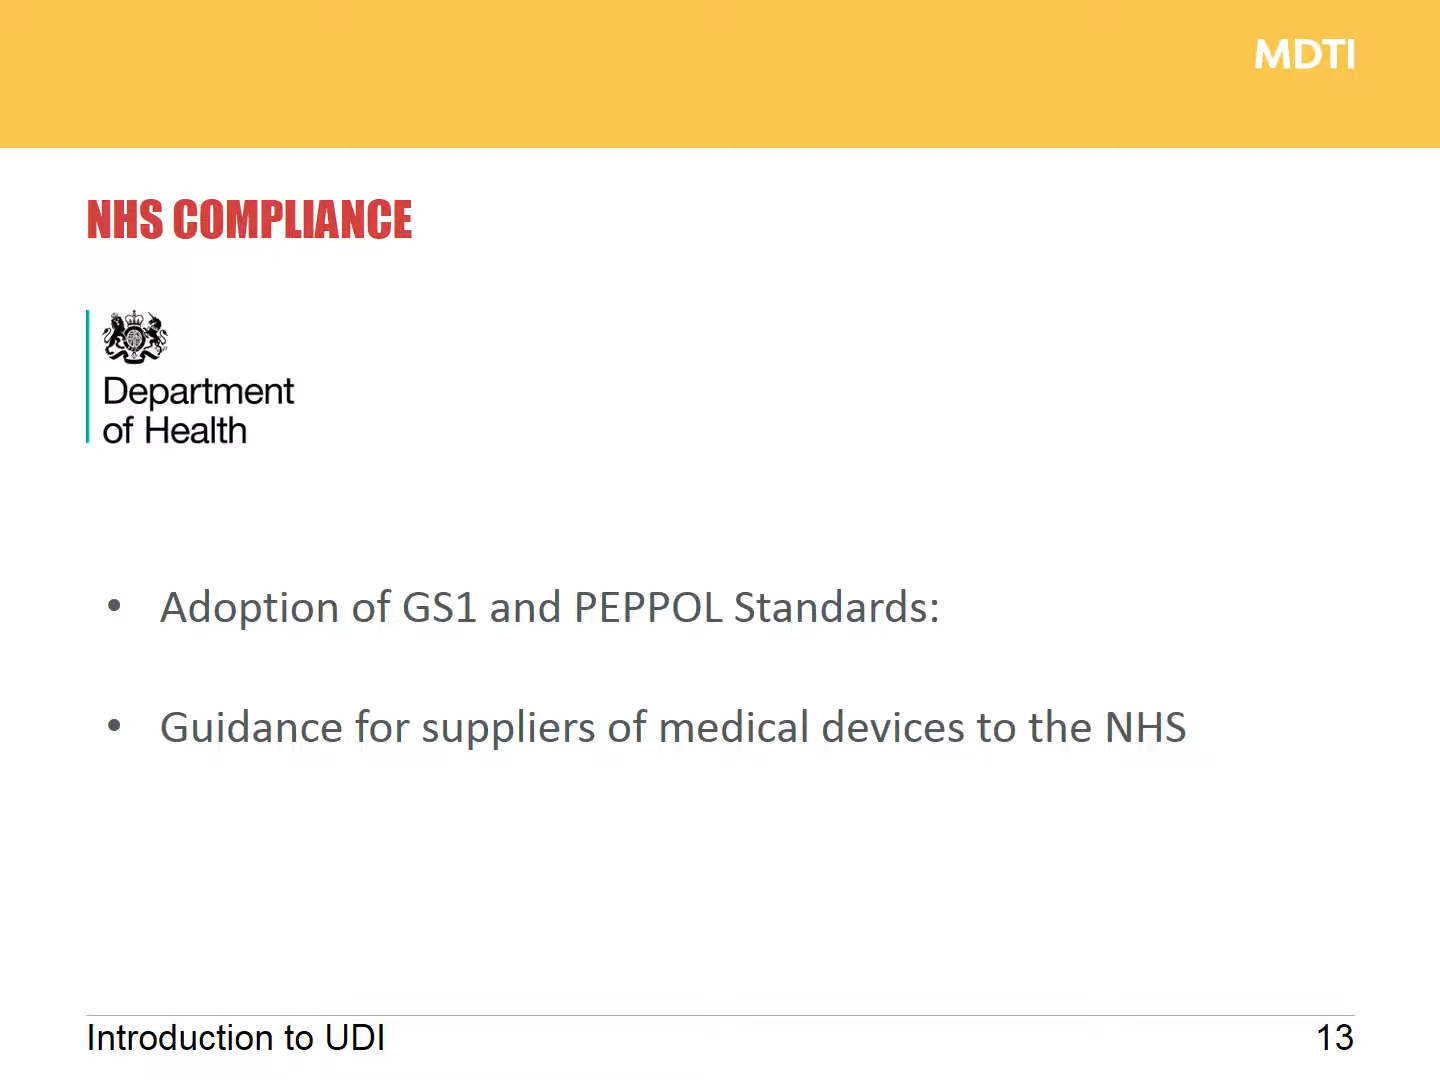 MDTI
NHS COMPLIANCE
Department
of Health
• Adoption of GS1 and PEPPOL Standards:
• Guidance for suppliers of medical devices to the NHS
Introduction to UDI
13